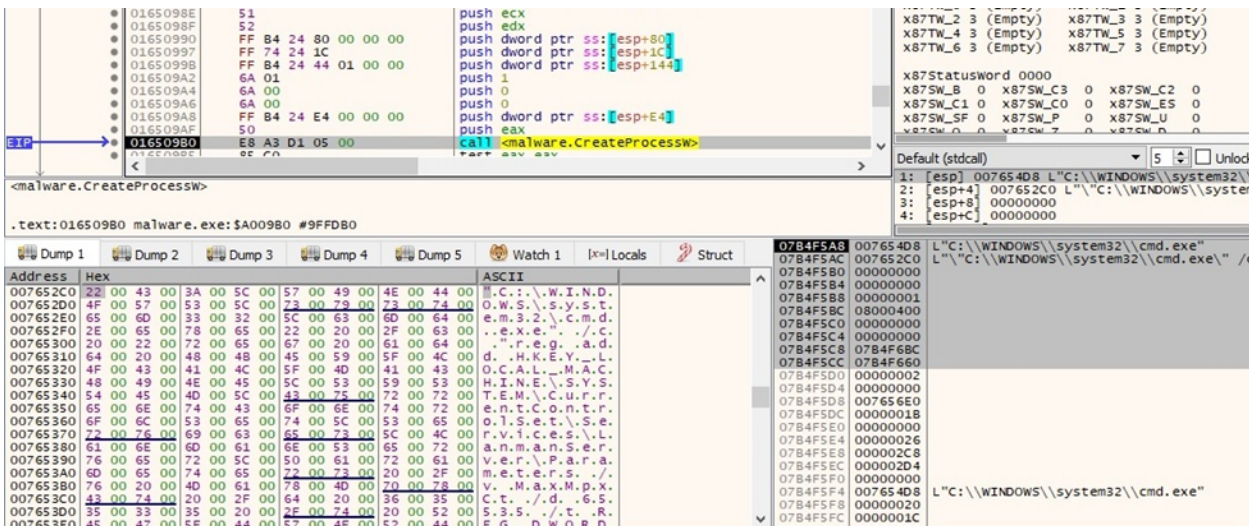 0165098E 51 push ecx
0165098F 52 push edx
01650990 FF B4 24 80 00 00 00 push dword ptr ss:[esp+80]
01650997 FF 74 24 1C push dword ptr ss:[esp+1C]
0165099B FF B4 24 44 01 00 00 push dword ptr ss:[esp+144]
016509A2 6A 01 push 1
016509A4 6A 00 push 0
016509A6 6A 00 push 0
016509A8 FF B4 24 E4 00 00 00 push dword ptr ss:[esp+E4]
016509AF 50 push eax
EIP 016509B0 E8 A3 D1 05 00 call <malware.CreateProcessW>
85 C0 test eax,eax
x87TW_2 3 (Empty) x87TW_3 3 (Empty)
x87TW_4 3 (Empty) x87TW_5 3 (Empty)
x87TW_6 3 (Empty) x87TW_7 3 (Empty)
x87StatusWord 0000
x87SW_B 0 x87SW_C3 0 x87SW_C2 0
x87SW_C1 0 x87SW_C0 0 x87SW_ES 0
x87SW_SF 0 x87SW_P 0 x87SW_U 0
x87SW_O 0 x87SW_Z 0 x87SW_D 0
Default (stdcall) 5 Unlock
1: [esp] 007654D8 L"C:\\WINDOWS\\system32\\
2: [esp+4] 007652C0 L"\"C:\\WINDOWS\\system
3: [esp+8] 00000000
4: [esp+C] 00000000
<malware.CreateProcessW>
.text:016509B0 malware.exe:$A009B0 #9FFDB0
Dump 1 Dump 2 Dump 3 Dump 4 Dump 5 Watch 1 [x=] Locals Struct
Address Hex ASCII
007652C0 22 00 43 00 3A 00 5C 00 57 00 49 00 4E 00 44 00 ".C.:.\.W.I.N.D.
007652D0 4F 00 57 00 53 00 5C 00 73 00 79 00 73 00 74 00 O.W.S.\.s.y.s.t.
007652E0 65 00 6D 00 33 00 32 00 5C 00 63 00 6D 00 64 00 e.m.3.2.\.c.m.d.
007652F0 2E 00 65 00 78 00 65 00 22 00 20 00 2F 00 63 00 ..e.x.e.". ./.c.
00765300 20 00 22 00 72 00 65 00 67 00 20 00 61 00 64 00  .".r.e.g. .a.d.
00765310 64 00 20 00 48 00 4B 00 45 00 59 00 5F 00 4C 00 d. .H.K.E.Y._.L.
00765320 4F 00 43 00 41 00 4C 00 5F 00 4D 00 41 00 43 00 O.C.A.L._.M.A.C.
00765330 48 00 49 00 4E 00 45 00 5C 00 53 00 59 00 53 00 H.I.N.E.\.S.Y.S.
00765340 54 00 45 00 4D 00 5C 00 43 00 75 00 72 00 72 00 T.E.M.\.C.u.r.r.
00765350 65 00 6E 00 74 00 43 00 6F 00 6E 00 74 00 72 00 e.n.t.C.o.n.t.r.
00765360 6F 00 6C 00 53 00 65 00 74 00 5C 00 53 00 65 00 o.l.S.e.t.\.S.e.
00765370 72 00 76 00 69 00 63 00 65 00 73 00 5C 00 4C 00 r.v.i.c.e.s.\.L.
00765380 61 00 6E 00 6D 00 61 00 6E 00 53 00 65 00 72 00 a.n.m.a.n.S.e.r.
00765390 76 00 65 00 72 00 5C 00 50 00 61 00 72 00 61 00 v.e.r.\.P.a.r.a.
007653A0 6D 00 65 00 74 00 65 00 72 00 73 00 20 00 2F 00 m.e.t.e.r.s. ./.
007653B0 76 00 20 00 4D 00 61 00 78 00 4D 00 70 00 78 00 v. .M.a.x.M.p.x.
007653C0 43 00 74 00 20 00 2F 00 64 00 20 00 36 00 35 00 C.t. ./.d. .6.5.
007653D0 35 00 33 00 35 00 20 00 2F 00 74 00 20 00 52 00 5.3.5. ./.t. .R.
007653E0 45 00 47 00 5F 00 44 00 57 00 4F 00 52 00 44 00 E.G._.D.W.O.R.D.
07B4F5A8 007654D8 L"C:\\WINDOWS\\system32\\cmd.exe"
07B4F5AC 007652C0 L"\"C:\\WINDOWS\\system32\\cmd.exe\" /c
07B4F5B0 00000000
07B4F5B4 00000000
07B4F5B8 00000001
07B4F5BC 08000400
07B4F5C0 00000000
07B4F5C4 00000000
07B4F5C8 07B4F6BC
07B4F5CC 07B4F660
07B4F5D0 00000002
07B4F5D4 00000000
07B4F5D8 007656E0
07B4F5DC 0000001B
07B4F5E0 00000000
07B4F5E4 00000026
07B4F5E8 000002C8
07B4F5EC 000002D4
07B4F5F0 00000000
07B4F5F4 007654D8 L"C:\\WINDOWS\\system32\\cmd.exe"
07B4F5F8 00000020
07B4F5FC 0000001C